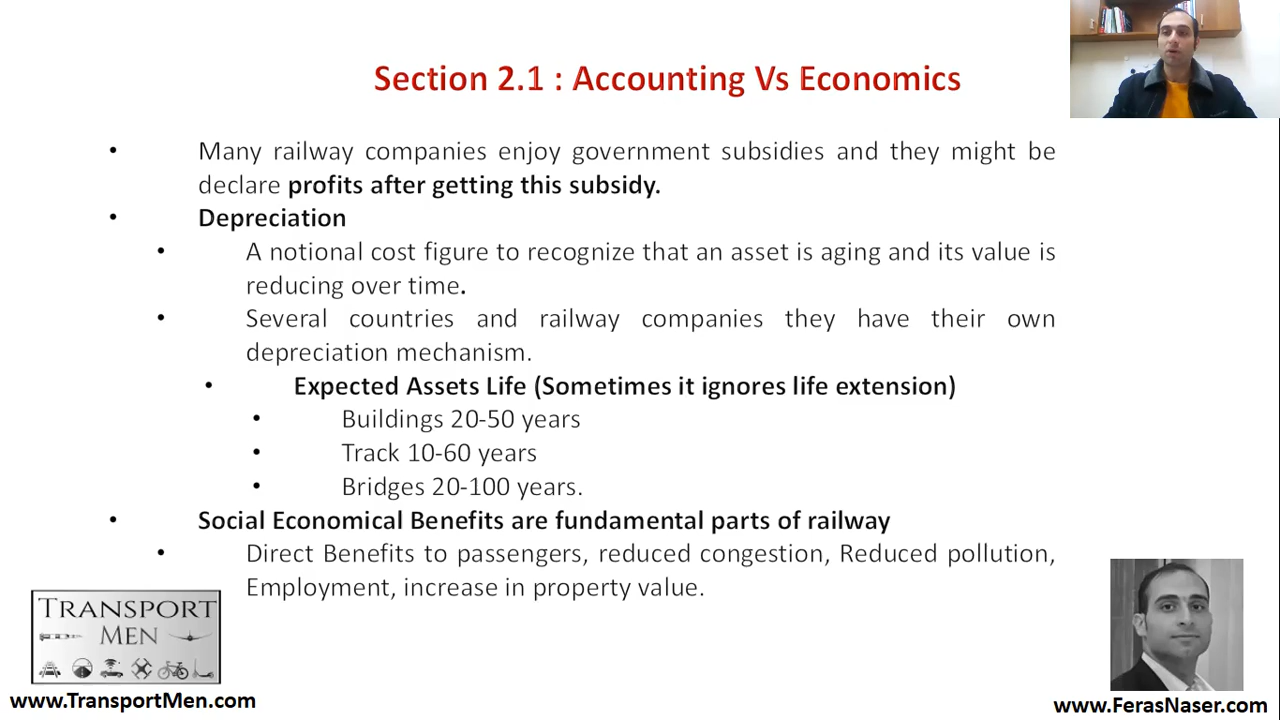 Section 2.1 : Accounting Vs Economics
• Many railway companies enjoy government subsidies and they might be
declare profits after getting this subsidy.
• Depreciation
• A notional cost figure to recognize that an asset is aging and its value is
reducing over time.
• Several countries and railway companies they have their own
depreciation mechanism.
• Expected Assets Life (Sometimes it ignores life extension)
• Buildings 20-50 years
• Track 10-60 years
• Bridges 20-100 years.
• Social Economical Benefits are fundamental parts of railway
• Direct Benefits to passengers, reduced congestion, Reduced pollution,
Employment, increase in property value.
TRANSPORT
MEN
www.TransportMen.com
www.FerasNaser.com